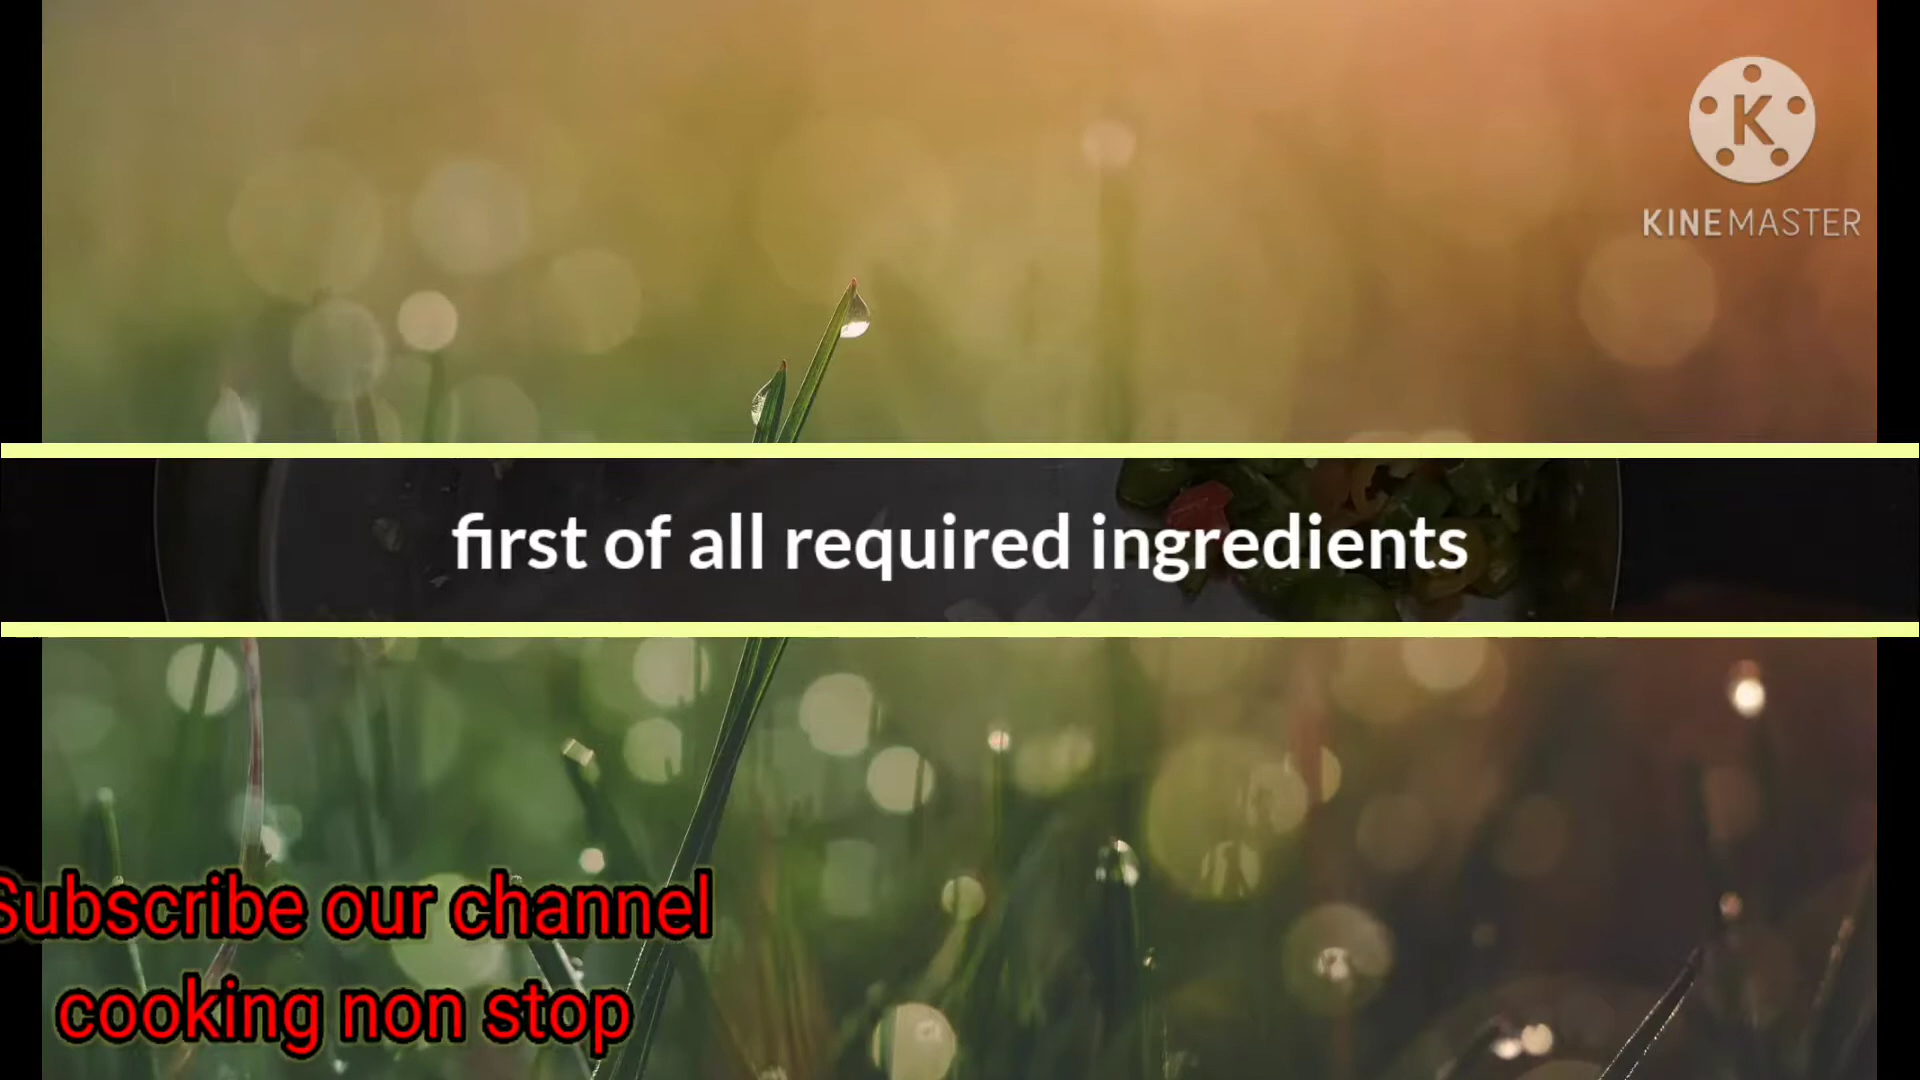 K
KINEMASTER
first of all required ingredients
Subscribe our channel
cooking non stop